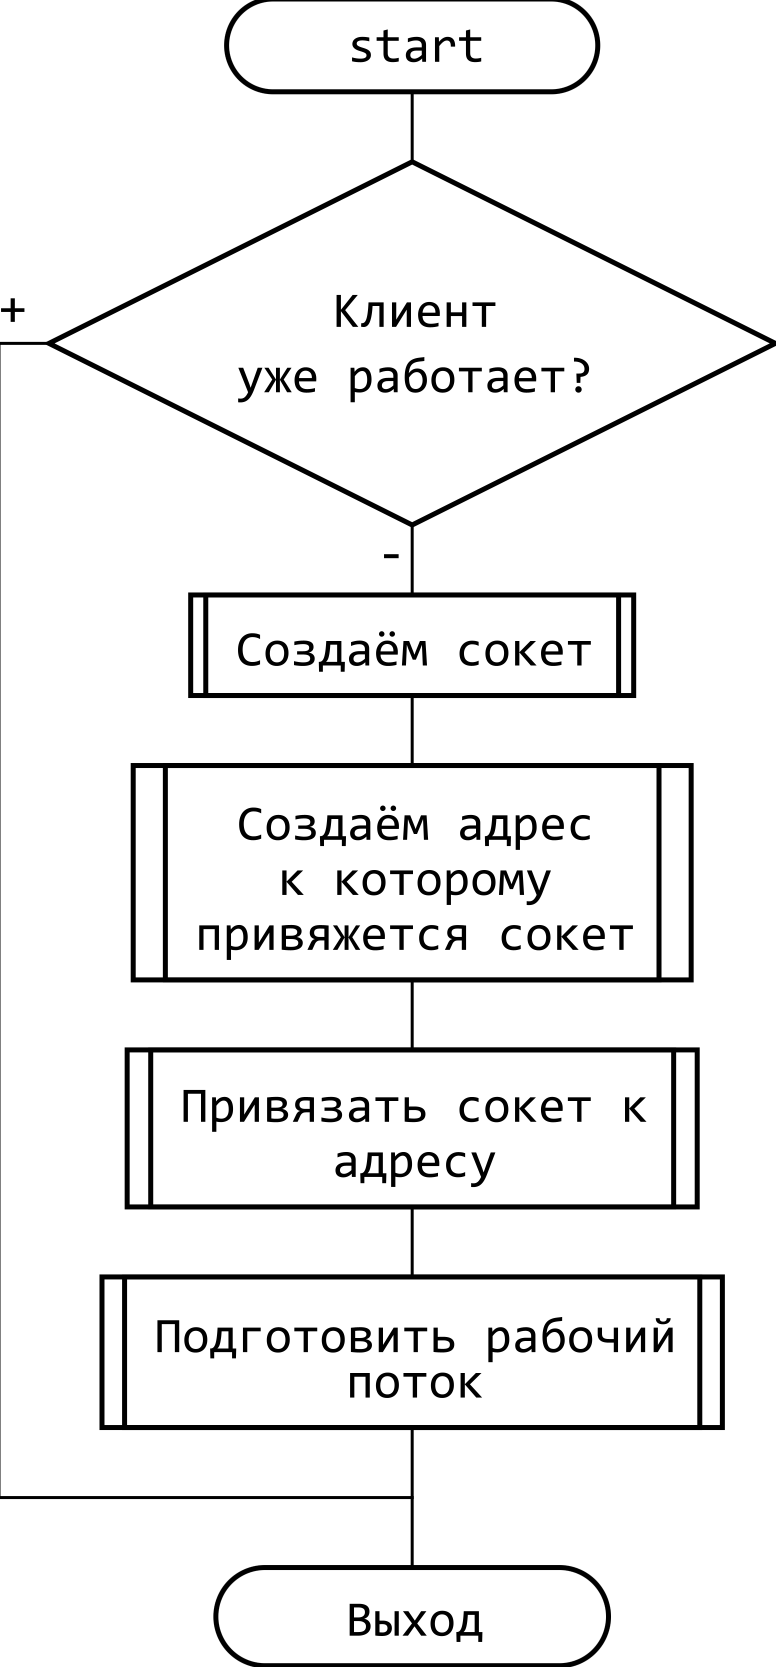 start
+
Клиент
уже работает?
-
Создаём сокет
Создаём адрес
к которому
привяжется сокет
Привязать сокет к
адресу
Подготовить рабочий
поток
Выход